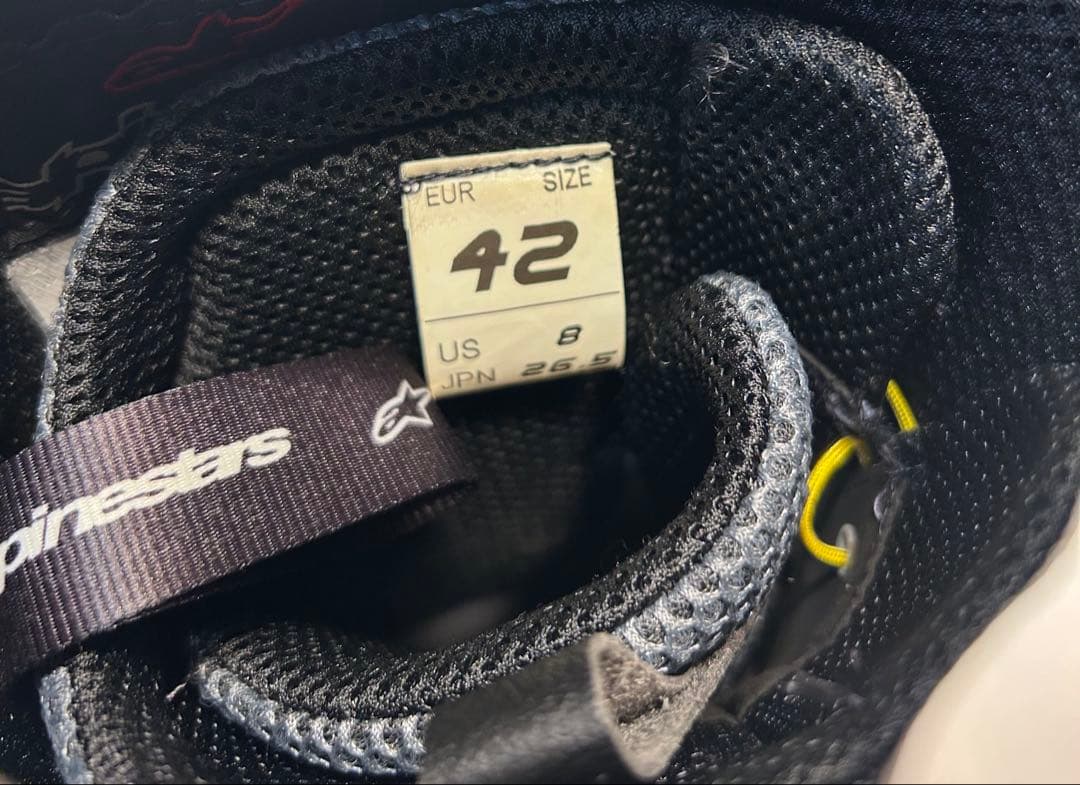 EUR SIZE
42
US 8
JPN 26.5
pinestars